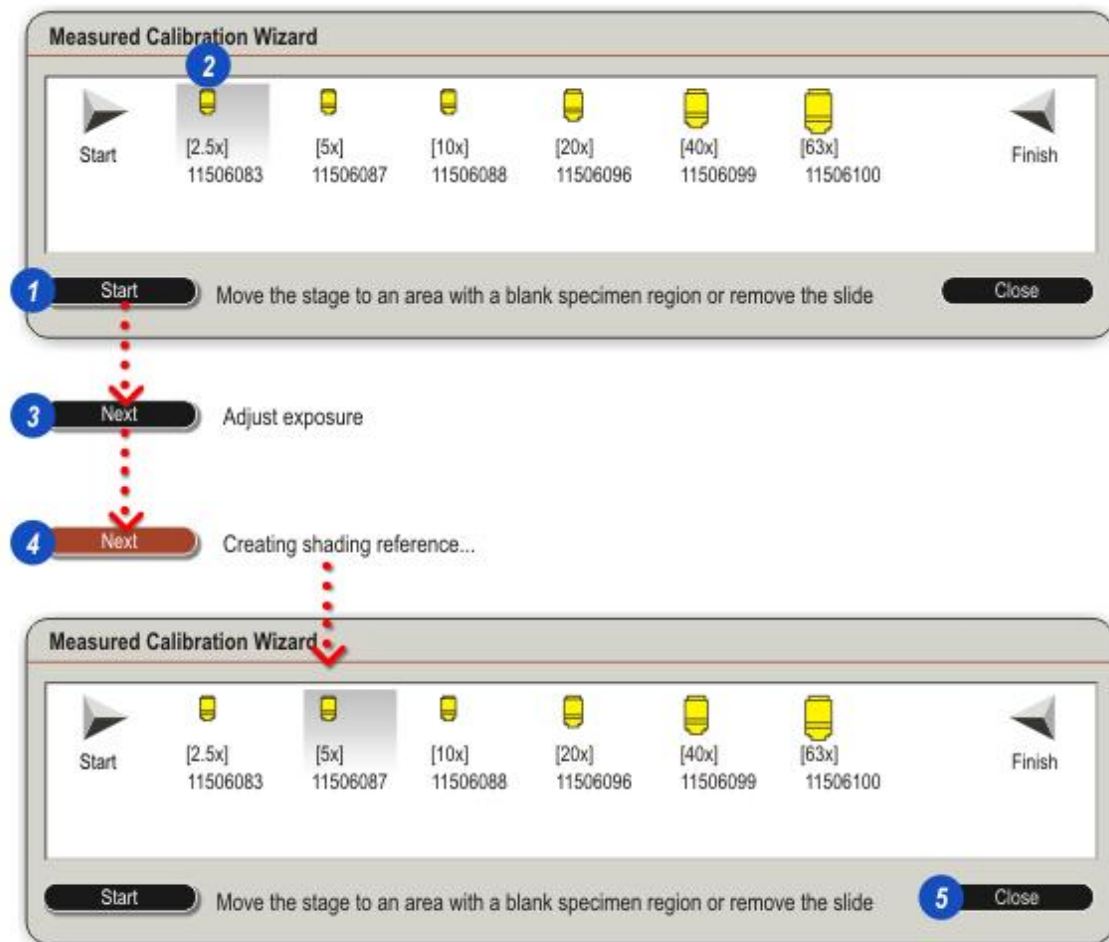 Measured Calibration Wizard
2
Start
[2.5x]
11506083
[5x]
11506087
[10x]
11506088
[20x]
11506096
[40x]
11506099
[63x]
11506100
Finish
1 Start Move the stage to an area with a blank specimen region or remove the slide Close
3 Next Adjust exposure
4 Next Creating shading reference...
Measured Calibration Wizard
Start
[2.5x]
11506083
[5x]
11506087
[10x]
11506088
[20x]
11506096
[40x]
11506099
[63x]
11506100
Finish
Start Move the stage to an area with a blank specimen region or remove the slide 5 Close